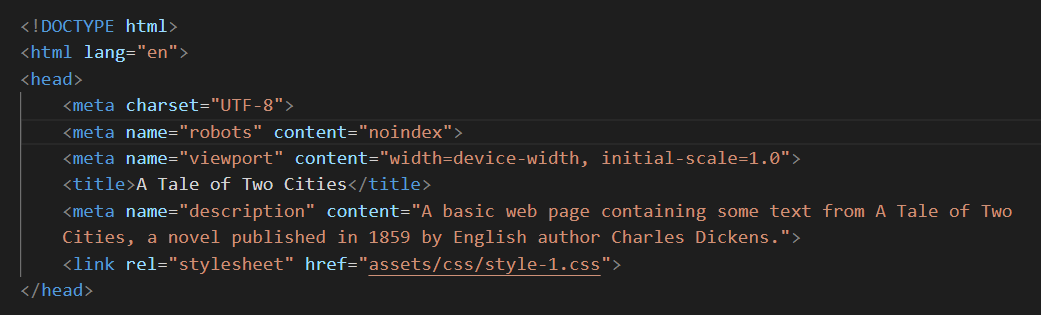 <!DOCTYPE html>
<html lang="en">
<head>
    <meta charset="UTF-8">
    <meta name="robots" content="noindex">
    <meta name="viewport" content="width=device-width, initial-scale=1.0">
    <title>A Tale of Two Cities</title>
    <meta name="description" content="A basic web page containing some text from A Tale of Two
    Cities, a novel published in 1859 by English author Charles Dickens.">
    <link rel="stylesheet" href="assets/css/style-1.css">
</head>